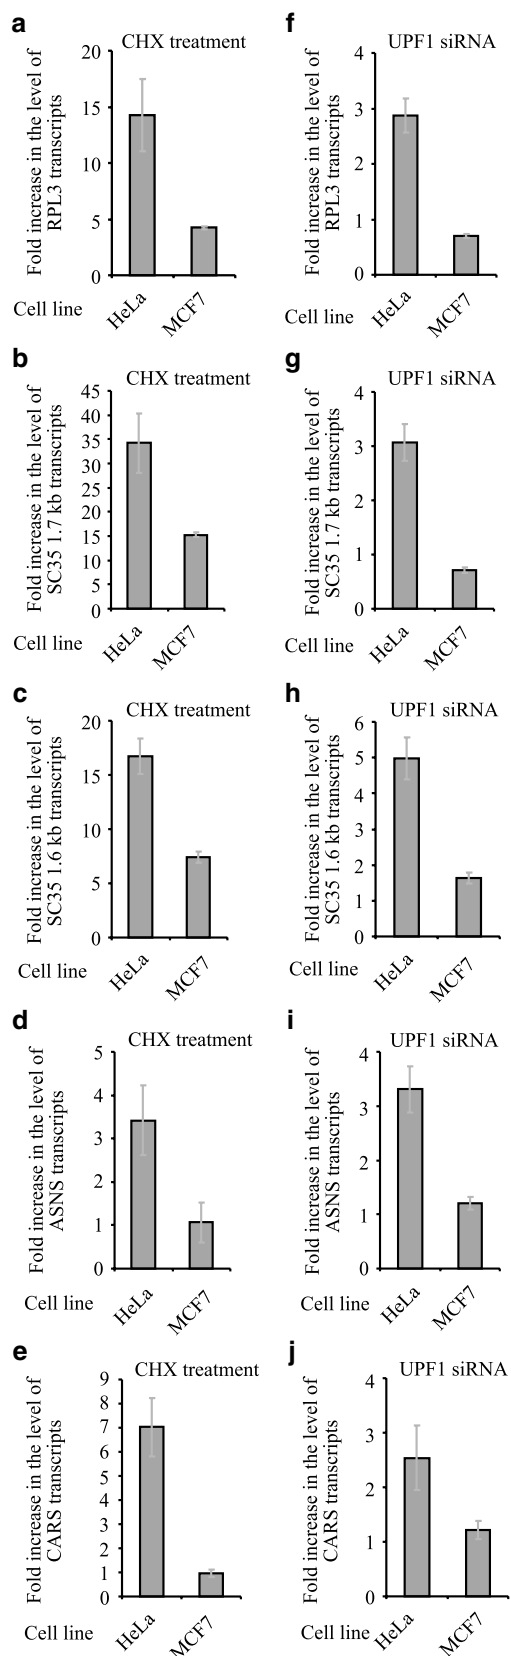 a
CHX treatment
Fold increase in the level of
RPL3 transcripts
20
15
10
5
0
Cell line
HeLa
MCF7
f
UPF1 siRNA
Fold increase in the level of
RPL3 transcripts
4
3
2
1
0
Cell line
HeLa
MCF7
b
CHX treatment
Fold increase in the level of
SC35 1.7 kb transcripts
45
40
35
30
25
20
15
10
5
0
Cell line
HeLa
MCF7
g
UPF1 siRNA
Fold increase in the level of
SC35 1.7 kb transcripts
4
3
2
1
0
Cell line
HeLa
MCF7
c
CHX treatment
Fold increase in the level of
SC35 1.6 kb transcripts
20
15
10
5
0
Cell line
HeLa
MCF7
h
UPF1 siRNA
Fold increase in the level of
SC35 1.6 kb transcripts
6
5
4
3
2
1
0
Cell line
HeLa
MCF7
d
CHX treatment
Fold increase in the level of
ASNS transcripts
5
4
3
2
1
0
Cell line
HeLa
MCF7
i
UPF1 siRNA
Fold increase in the level of
ASNS transcripts
4
3
2
1
0
Cell line
HeLa
MCF7
e
CHX treatment
Fold increase in the level of
CARS transcripts
9
8
7
6
5
4
3
2
1
0
Cell line
HeLa
MCF7
j
UPF1 siRNA
Fold increase in the level of
CARS transcripts
4
3
2
1
0
Cell line
HeLa
MCF7